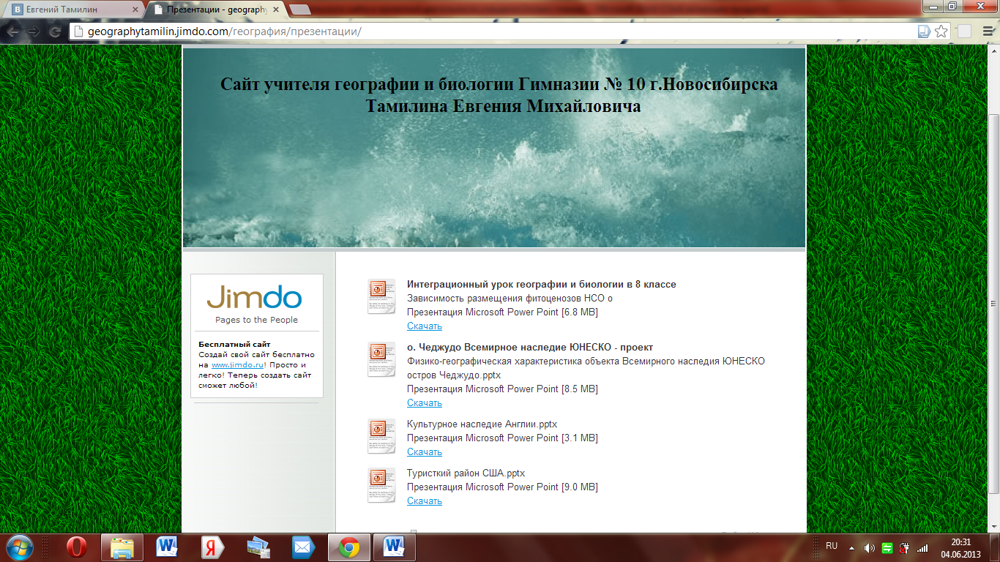 Евгений Тамилин
Презентации - geography
geographytamilin.jimdo.com/география/презентации/
Сайт учителя географии и биологии Гимназии № 10 г.Новосибирска
Тамилина Евгения Михайловича
Jimdo
Pages to the People
Бесплатный сайт
Создай свой сайт бесплатно
на www.jimdo.ru! Просто и
легко! Теперь создать сайт
сможет любой!
Интеграционный урок географии и биологии в 8 классе
Зависимость размещения фитоценозов НСО о
Презентация Microsoft Power Point [6.8 MB]
Скачать
о. Чеджудо Всемирное наследие ЮНЕСКО - проект
Физико-географическая характеристика объекта Всемирного наследия ЮНЕСКО
остров Чеджудо.pptx
Презентация Microsoft Power Point [8.5 MB]
Скачать
Культурное наследие Англии.pptx
Презентация Microsoft Power Point [3.1 MB]
Скачать
Туристкий район США.pptx
Презентация Microsoft Power Point [9.0 MB]
Скачать
RU
20:31
04.06.2013